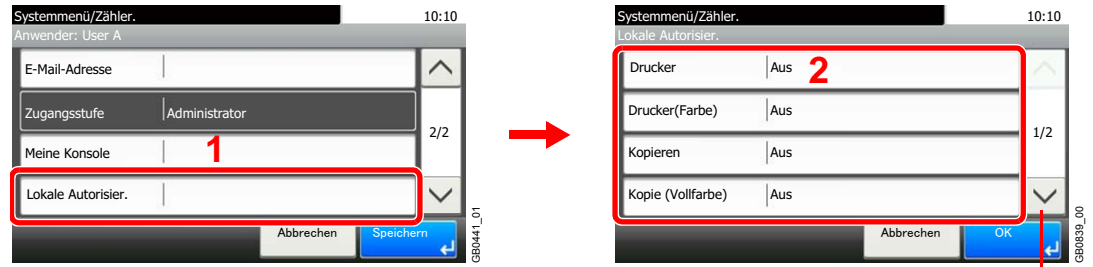 Systemmenü/Zähler.
10:10
Anwender: User A
E-Mail-Adresse
Zugangsstufe
Administrator
2/2
Meine Konsole
1
Lokale Autorisier.
Abbrechen
Speichern
GB0441_01
Systemmenü/Zähler.
10:10
Lokale Autorisier.
Drucker
Aus
2
Drucker(Farbe)
Aus
1/2
Kopieren
Aus
Kopie (Vollfarbe)
Aus
Abbrechen
OK
GB0839_00